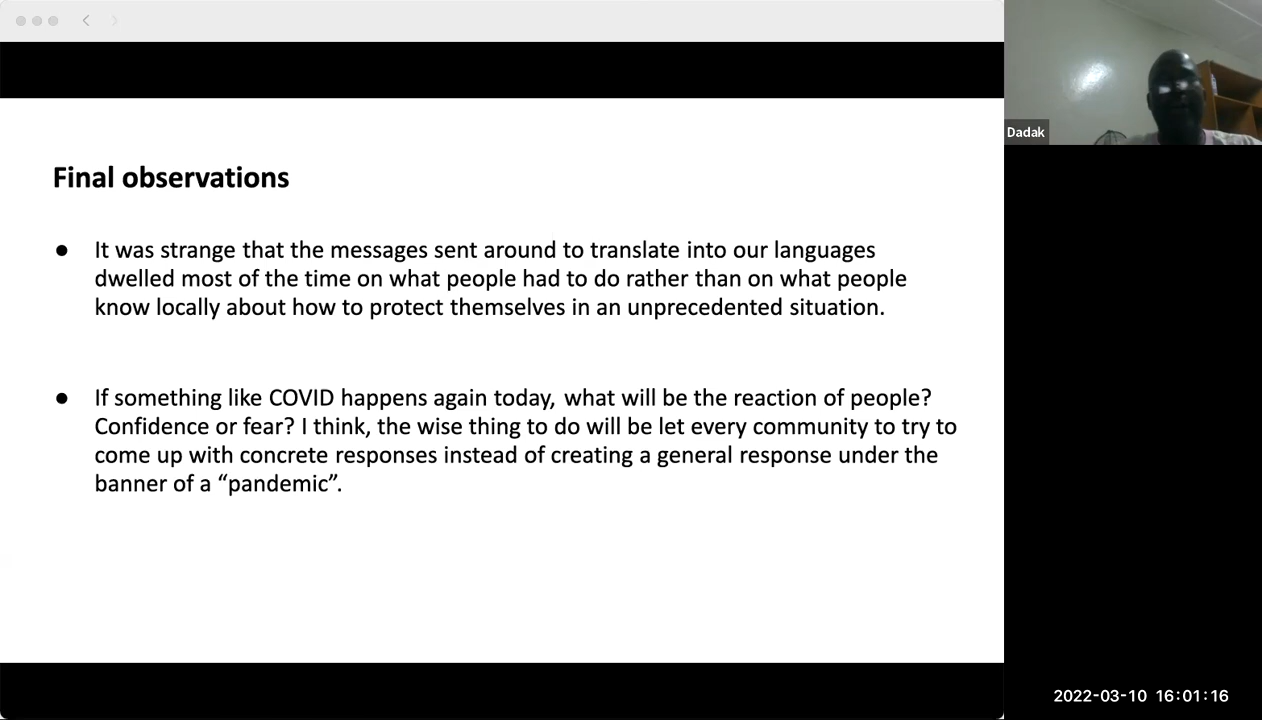 Final observations
● It was strange that the messages sent around to translate into our languages
dwelled most of the time on what people had to do rather than on what people
know locally about how to protect themselves in an unprecedented situation.
● If something like COVID happens again today, what will be the reaction of people?
Confidence or fear? I think, the wise thing to do will be let every community to try to
come up with concrete responses instead of creating a general response under the
banner of a “pandemic”.
Dadak
2022-03-10 16:01:16